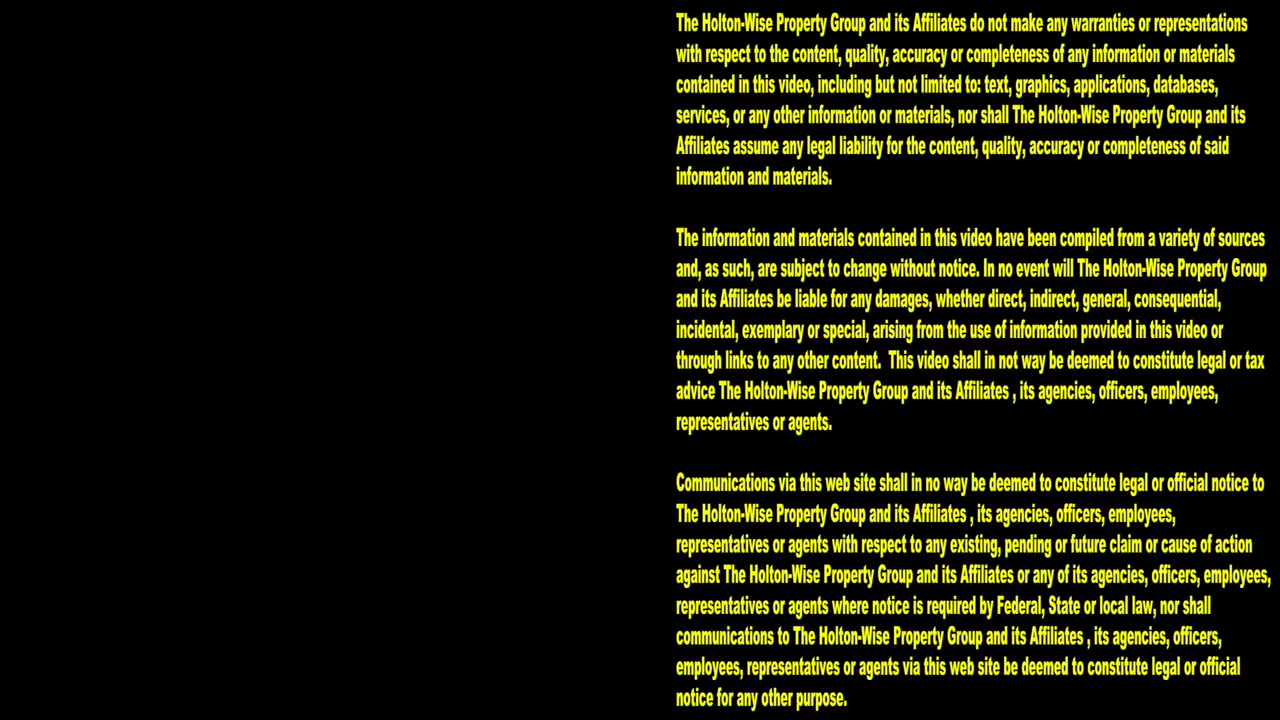 The Holton-Wise Property Group and its Affiliates do not make any warranties or representations
with respect to the content, quality, accuracy or completeness of any information or materials
contained in this video, including but not limited to: text, graphics, applications, databases,
services, or any other information or materials, nor shall The Holton-Wise Property Group and its
Affiliates assume any legal liability for the content, quality, accuracy or completeness of said
information and materials.
The information and materials contained in this video have been compiled from a variety of sources
and, as such, are subject to change without notice. In no event will The Holton-Wise Property Group
and its Affiliates be liable for any damages, whether direct, indirect, general, consequential,
incidental, exemplary or special, arising from the use of information provided in this video or
through links to any other content. This video shall in not way be deemed to constitute legal or tax
advice The Holton-Wise Property Group and its Affiliates , its agencies, officers, employees,
representatives or agents.
Communications via this web site shall in no way be deemed to constitute legal or official notice to
The Holton-Wise Property Group and its Affiliates , its agencies, officers, employees,
representatives or agents with respect to any existing, pending or future claim or cause of action
against The Holton-Wise Property Group and its Affiliates or any of its agencies, officers, employees,
representatives or agents where notice is required by Federal, State or local law, nor shall
communications to The Holton-Wise Property Group and its Affiliates , its agencies, officers,
employees, representatives or agents via this web site be deemed to constitute legal or official
notice for any other purpose.